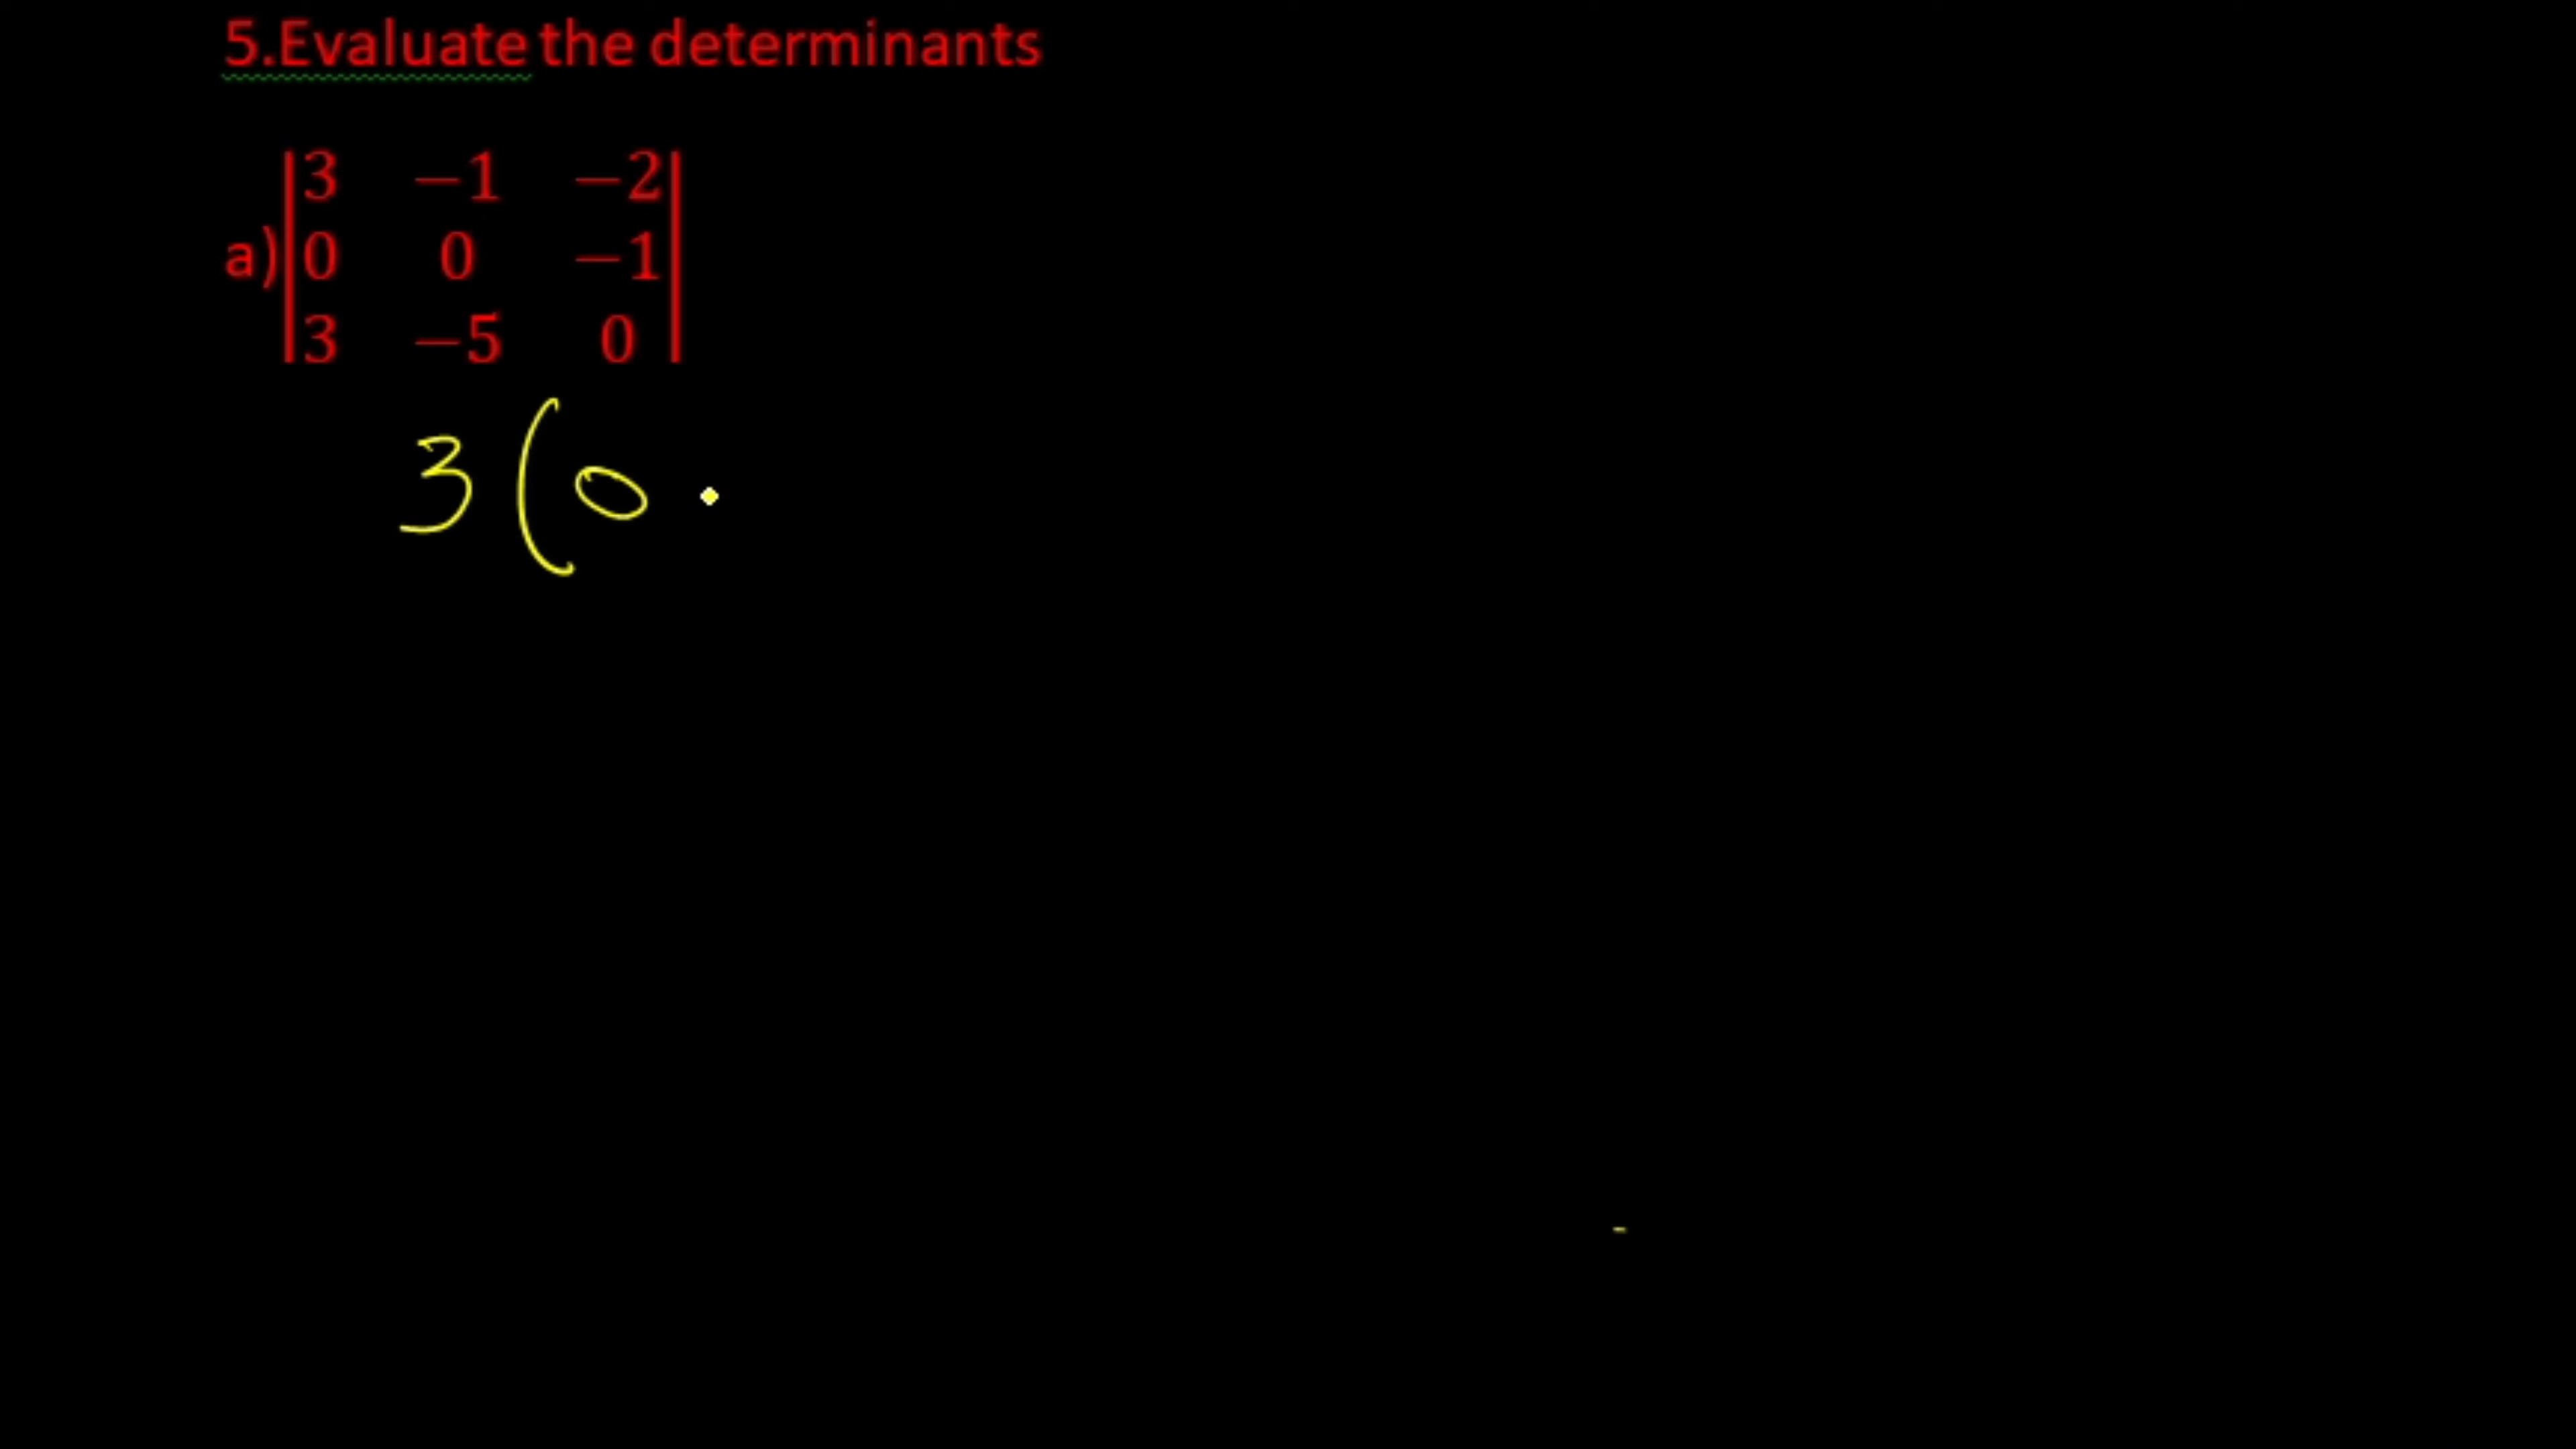 5.Evaluate the determinants
a) |3 −1 −2|
|0 0 −1|
|3 −5 0|
3 (0